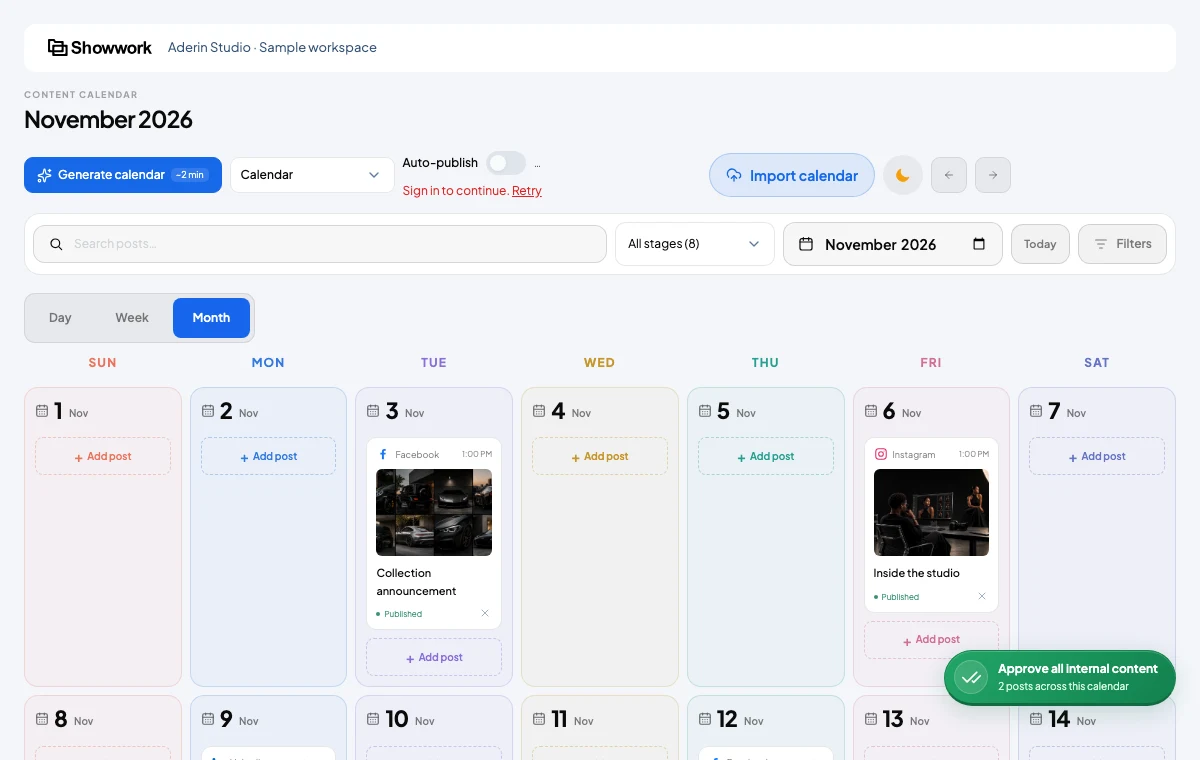 Showwork
Aderin Studio · Sample workspace
CONTENT CALENDAR
November 2026
Generate calendar ~2 min
Calendar
Auto-publish ...
Sign in to continue. Retry
Import calendar
Search posts...
All stages (8)
November 2026
Today
Filters
Day
Week
Month
SUN MON TUE WED THU FRI SAT
1 Nov
+ Add post
2 Nov
+ Add post
3 Nov
Facebook 1:00 PM
Collection
announcement
Published
+ Add post
4 Nov
+ Add post
5 Nov
+ Add post
6 Nov
Instagram 1:00 PM
Inside the studio
Published
+ Add post
7 Nov
+ Add post
Approve all internal content
2 posts across this calendar
8 Nov
9 Nov
10 Nov
11 Nov
12 Nov
13 Nov
14 Nov